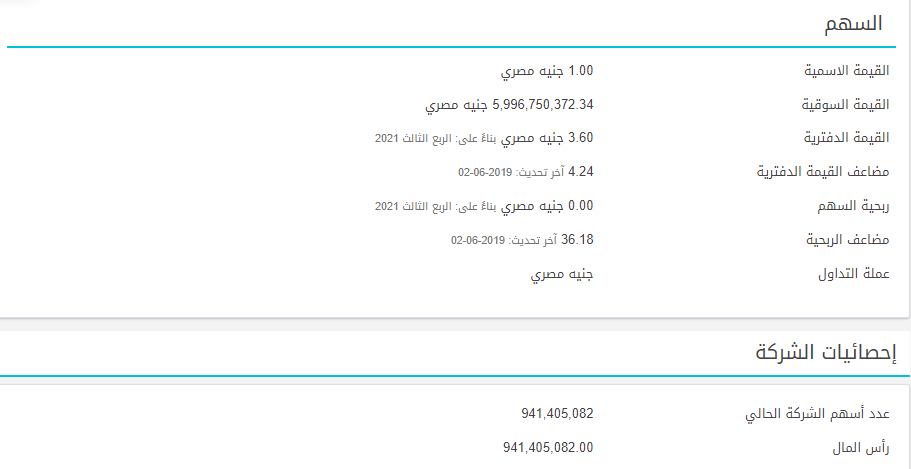 السهم
القيمة الاسمية 1.00 جنيه مصري
القيمة السوقية 5,996,750,372.34 جنيه مصري
القيمة الدفترية 3.60 جنيه مصري بناءً على: الربع الثالث 2021
مضاعف القيمة الدفترية 4.24 آخر تحديث: 2019-06-02
ربحية السهم 0.00 جنيه مصري بناءً على: الربع الثالث 2021
مضاعف الربحية 36.18 آخر تحديث: 2019-06-02
عملة التداول جنيه مصري
إحصائيات الشركة
عدد أسهم الشركة الحالي 941,405,082
رأس المال 941,405,082.00